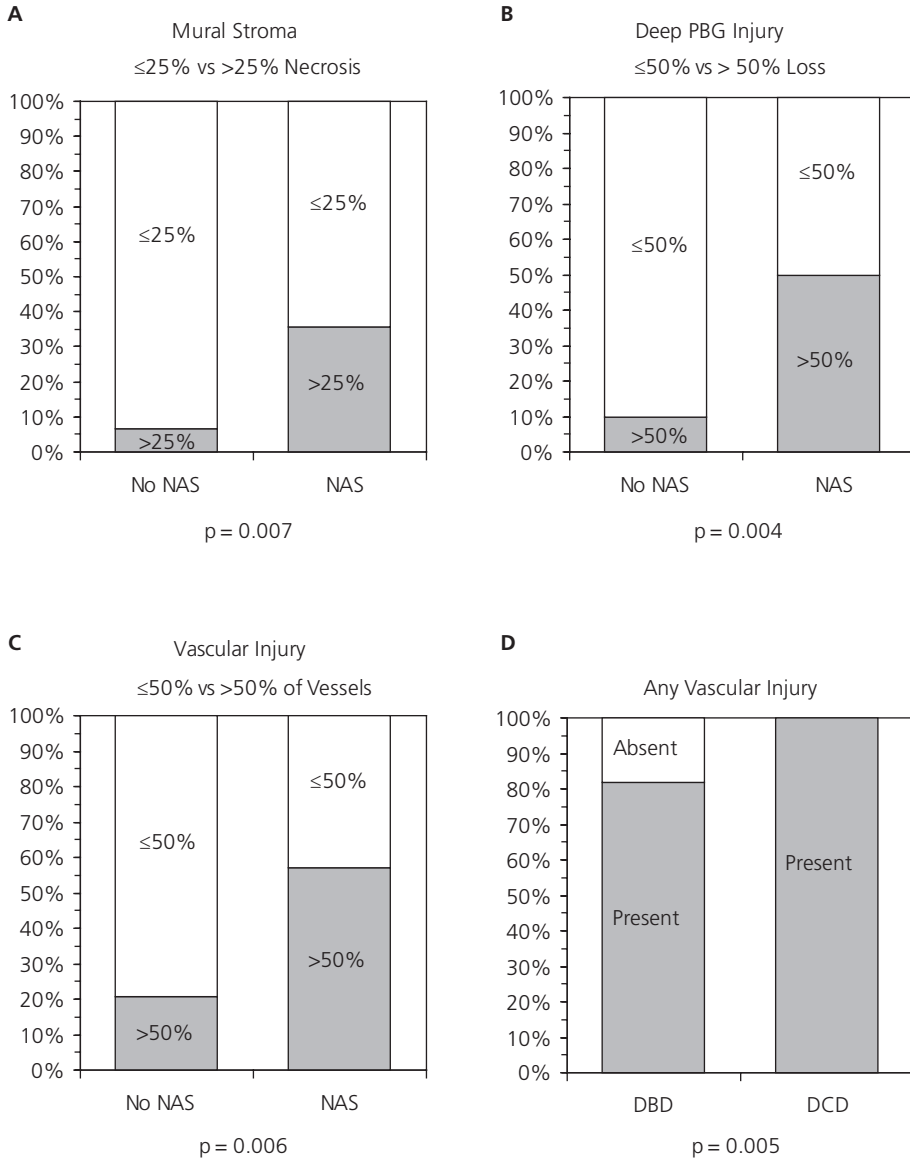 A
Mural Stroma
≤25% vs >25% Necrosis
100%
90%
80%
70%
60%
50%
40%
30%
20%
10%
0%
≤25%
>25%
≤25%
>25%
No NAS
NAS
p = 0.007
B
Deep PBG Injury
≤50% vs > 50% Loss
100%
90%
80%
70%
60%
50%
40%
30%
20%
10%
0%
≤50%
>50%
≤50%
>50%
No NAS
NAS
p = 0.004
C
Vascular Injury
≤50% vs >50% of Vessels
100%
90%
80%
70%
60%
50%
40%
30%
20%
10%
0%
≤50%
>50%
≤50%
>50%
No NAS
NAS
p = 0.006
D
Any Vascular Injury
100%
90%
80%
70%
60%
50%
40%
30%
20%
10%
0%
Absent
Present
Present
DBD
DCD
p = 0.005